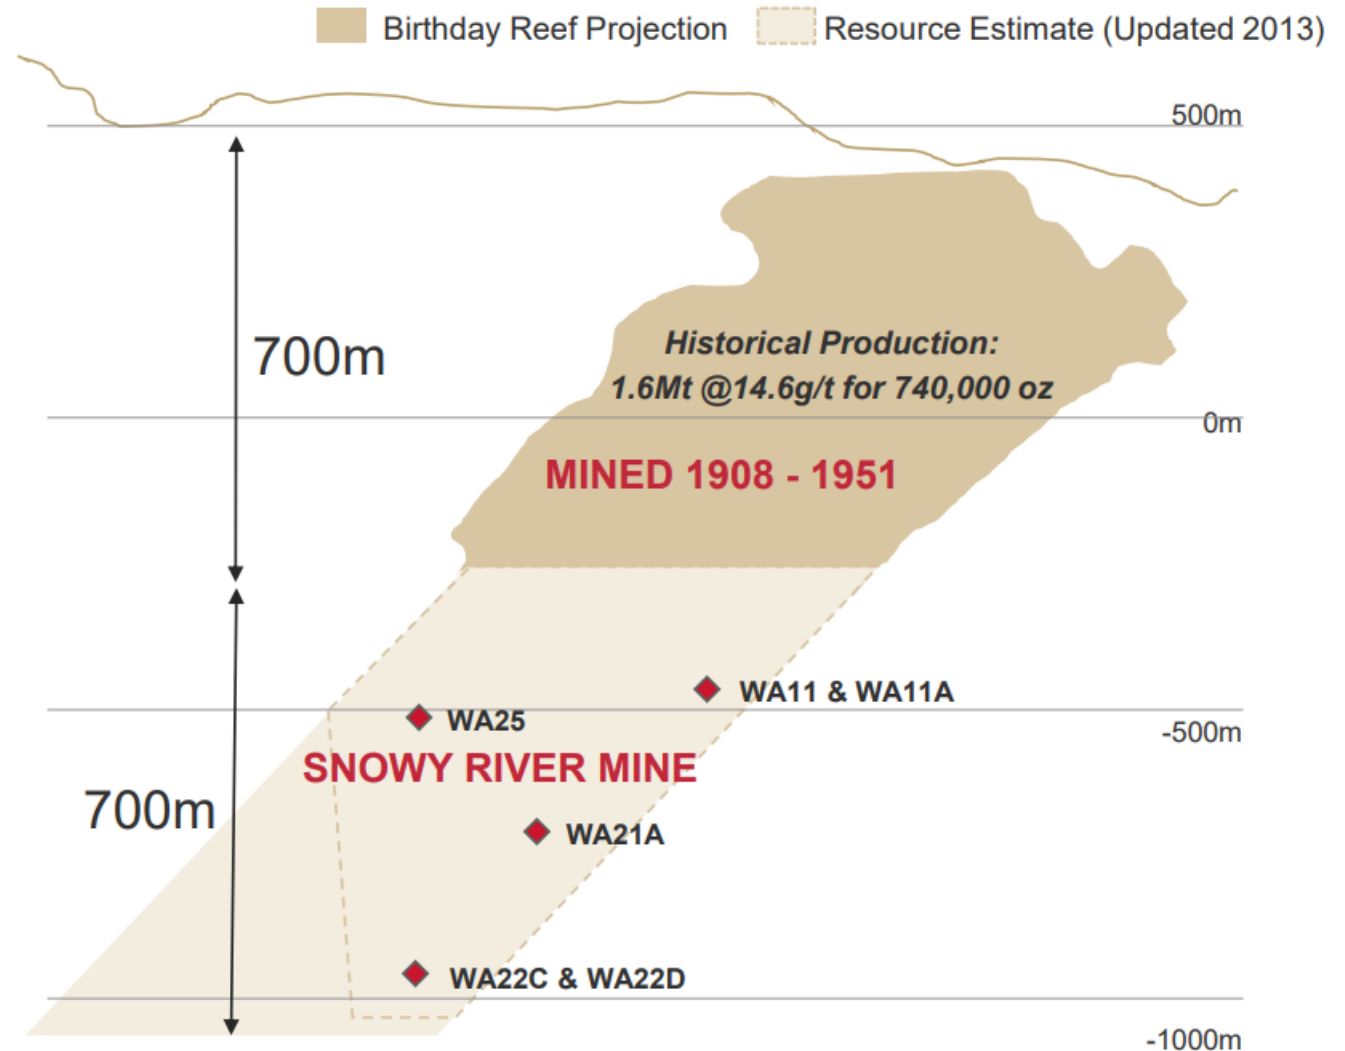 Birthday Reef Projection
Resource Estimate (Updated 2013)
500m
700m
Historical Production:
1.6Mt @14.6g/t for 740,000 oz
0m
MINED 1908 - 1951
WA11 & WA11A
WA25
-500m
SNOWY RIVER MINE
700m
WA21A
WA22C & WA22D
-1000m